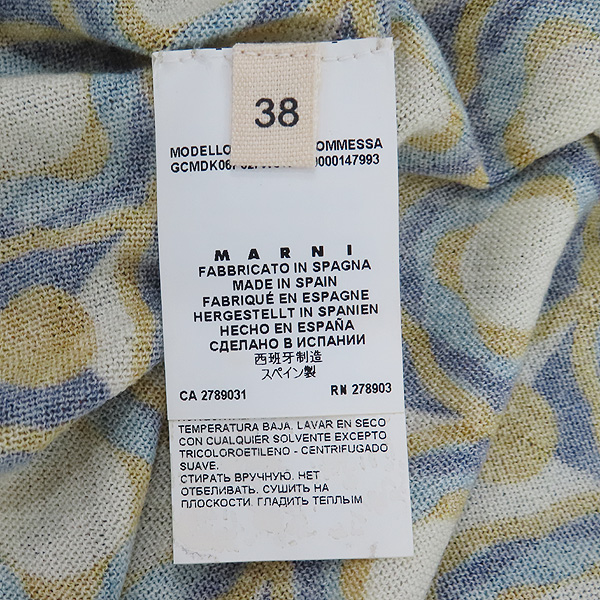 38
MODELLO OMMESSA
0000147993
MARNI
FABBRICATO IN SPAGNA
MADE IN SPAIN
FABRIQUÉ EN ESPAGNE
HERGESTELLT IN SPANIEN
HECHO EN ESPAÑA
СДЕЛАНО В ИСПАНИИ
西班牙制造
スペイン製
CA 2789031 RN 278903
TEMPERATURA BAJA. LAVAR EN SECO
CON CUALQUIER SOLVENTE EXCEPTO
TRICOLOROETILENO - CENTRIFUGADO
SUAVE.
СТИРАТЬ ВРУЧНУЮ. НЕТ
ОТБЕЛИВАТЬ. СУШИТЬ НА
ПЛОСКОСТИ. ГЛАДИТЬ ТЕПЛЫМ